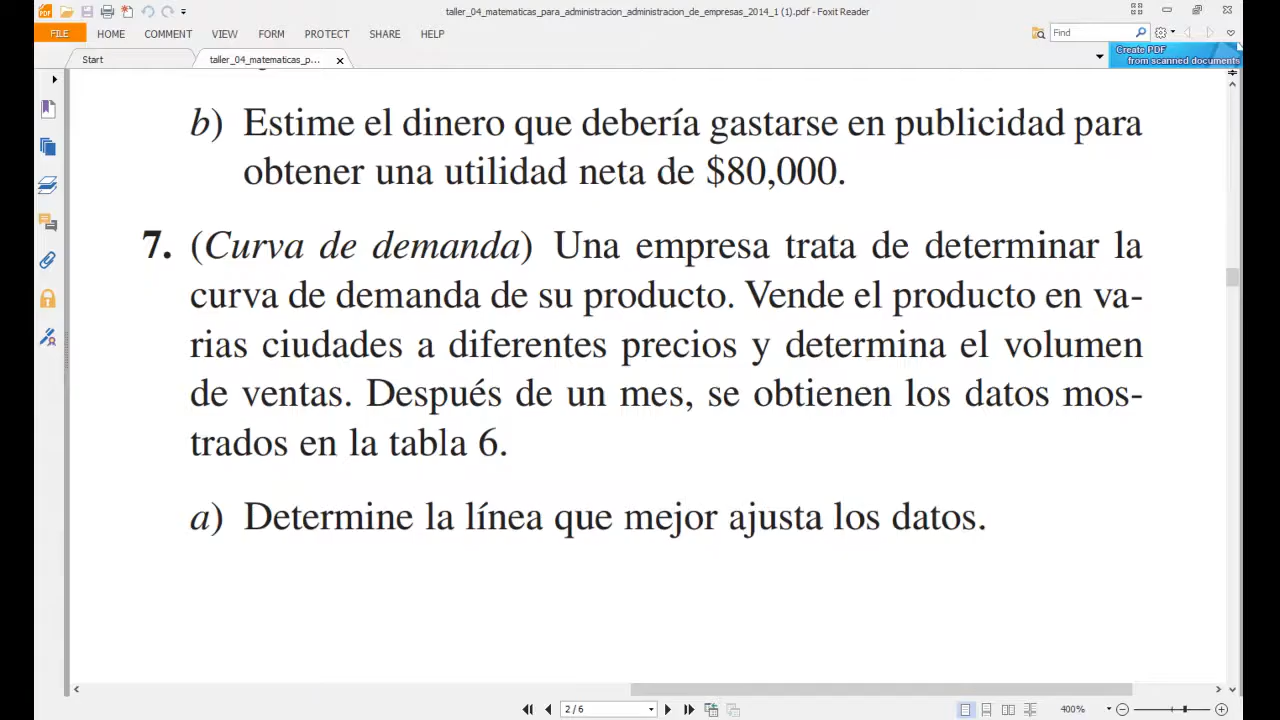 taller_04_matematicas_para_administracion_administracion_de_empresas_2014_1 (1).pdf - Foxit Reader
FILE HOME COMMENT VIEW FORM PROTECT SHARE HELP
Find
Start
taller_04_matematicas_p...
Create PDF
from scanned documents
b) Estime el dinero que debería gastarse en publicidad para
obtener una utilidad neta de $80,000.
7. (Curva de demanda) Una empresa trata de determinar la
curva de demanda de su producto. Vende el producto en va-
rias ciudades a diferentes precios y determina el volumen
de ventas. Después de un mes, se obtienen los datos mos-
trados en la tabla 6.
a) Determine la línea que mejor ajusta los datos.
2 / 6
400%